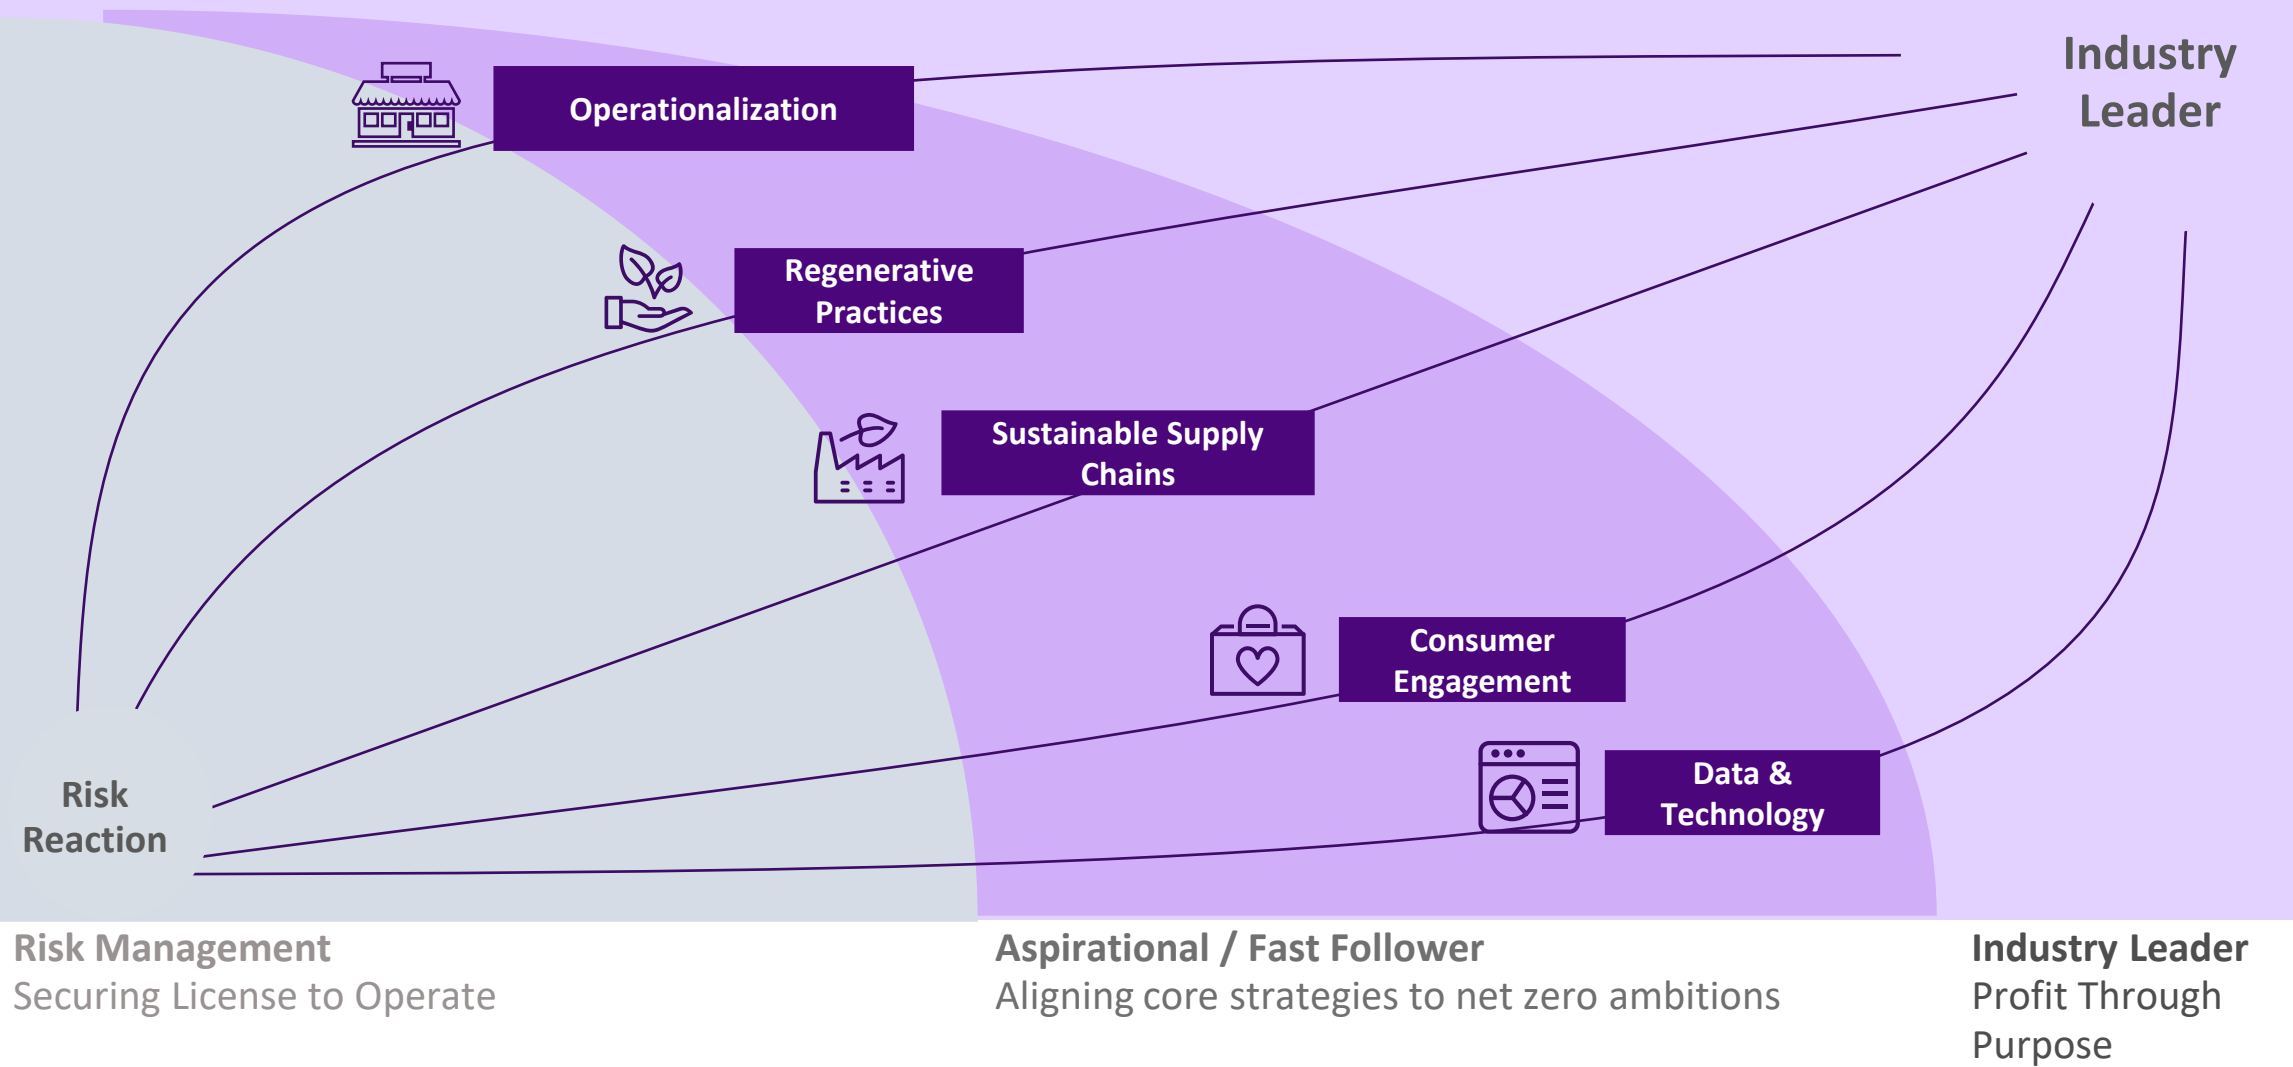 Industry
Leader
Operationalization
Regenerative
Practices
Sustainable Supply
Chains
Consumer
Engagement
Data &
Technology
Risk
Reaction
Risk Management
Securing License to Operate
Aspirational / Fast Follower
Aligning core strategies to net zero ambitions
Industry Leader
Profit Through
Purpose